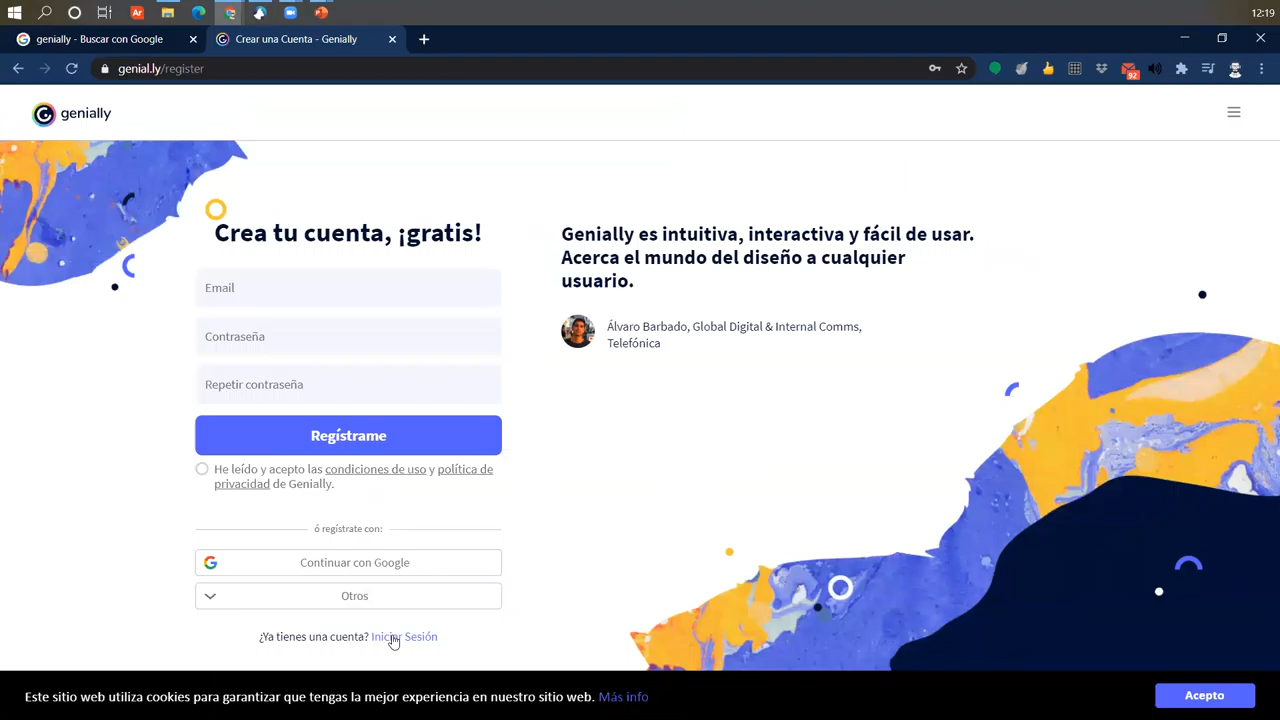 12:19
genially - Buscar con Google
Crear una Cuenta - Genially
genial.ly/register
92
genially
Crea tu cuenta, ¡gratis!
Email
Contraseña
Repetir contraseña
Regístrame
He leído y acepto las condiciones de uso y política de
privacidad de Genially.
ó regístrate con:
Continuar con Google
Otros
¿Ya tienes una cuenta? Iniciar Sesión
Genially es intuitiva, interactiva y fácil de usar.
Acerca el mundo del diseño a cualquier
usuario.
Álvaro Barbado, Global Digital & Internal Comms,
Telefónica
Este sitio web utiliza cookies para garantizar que tengas la mejor experiencia en nuestro sitio web. Más info
Acepto